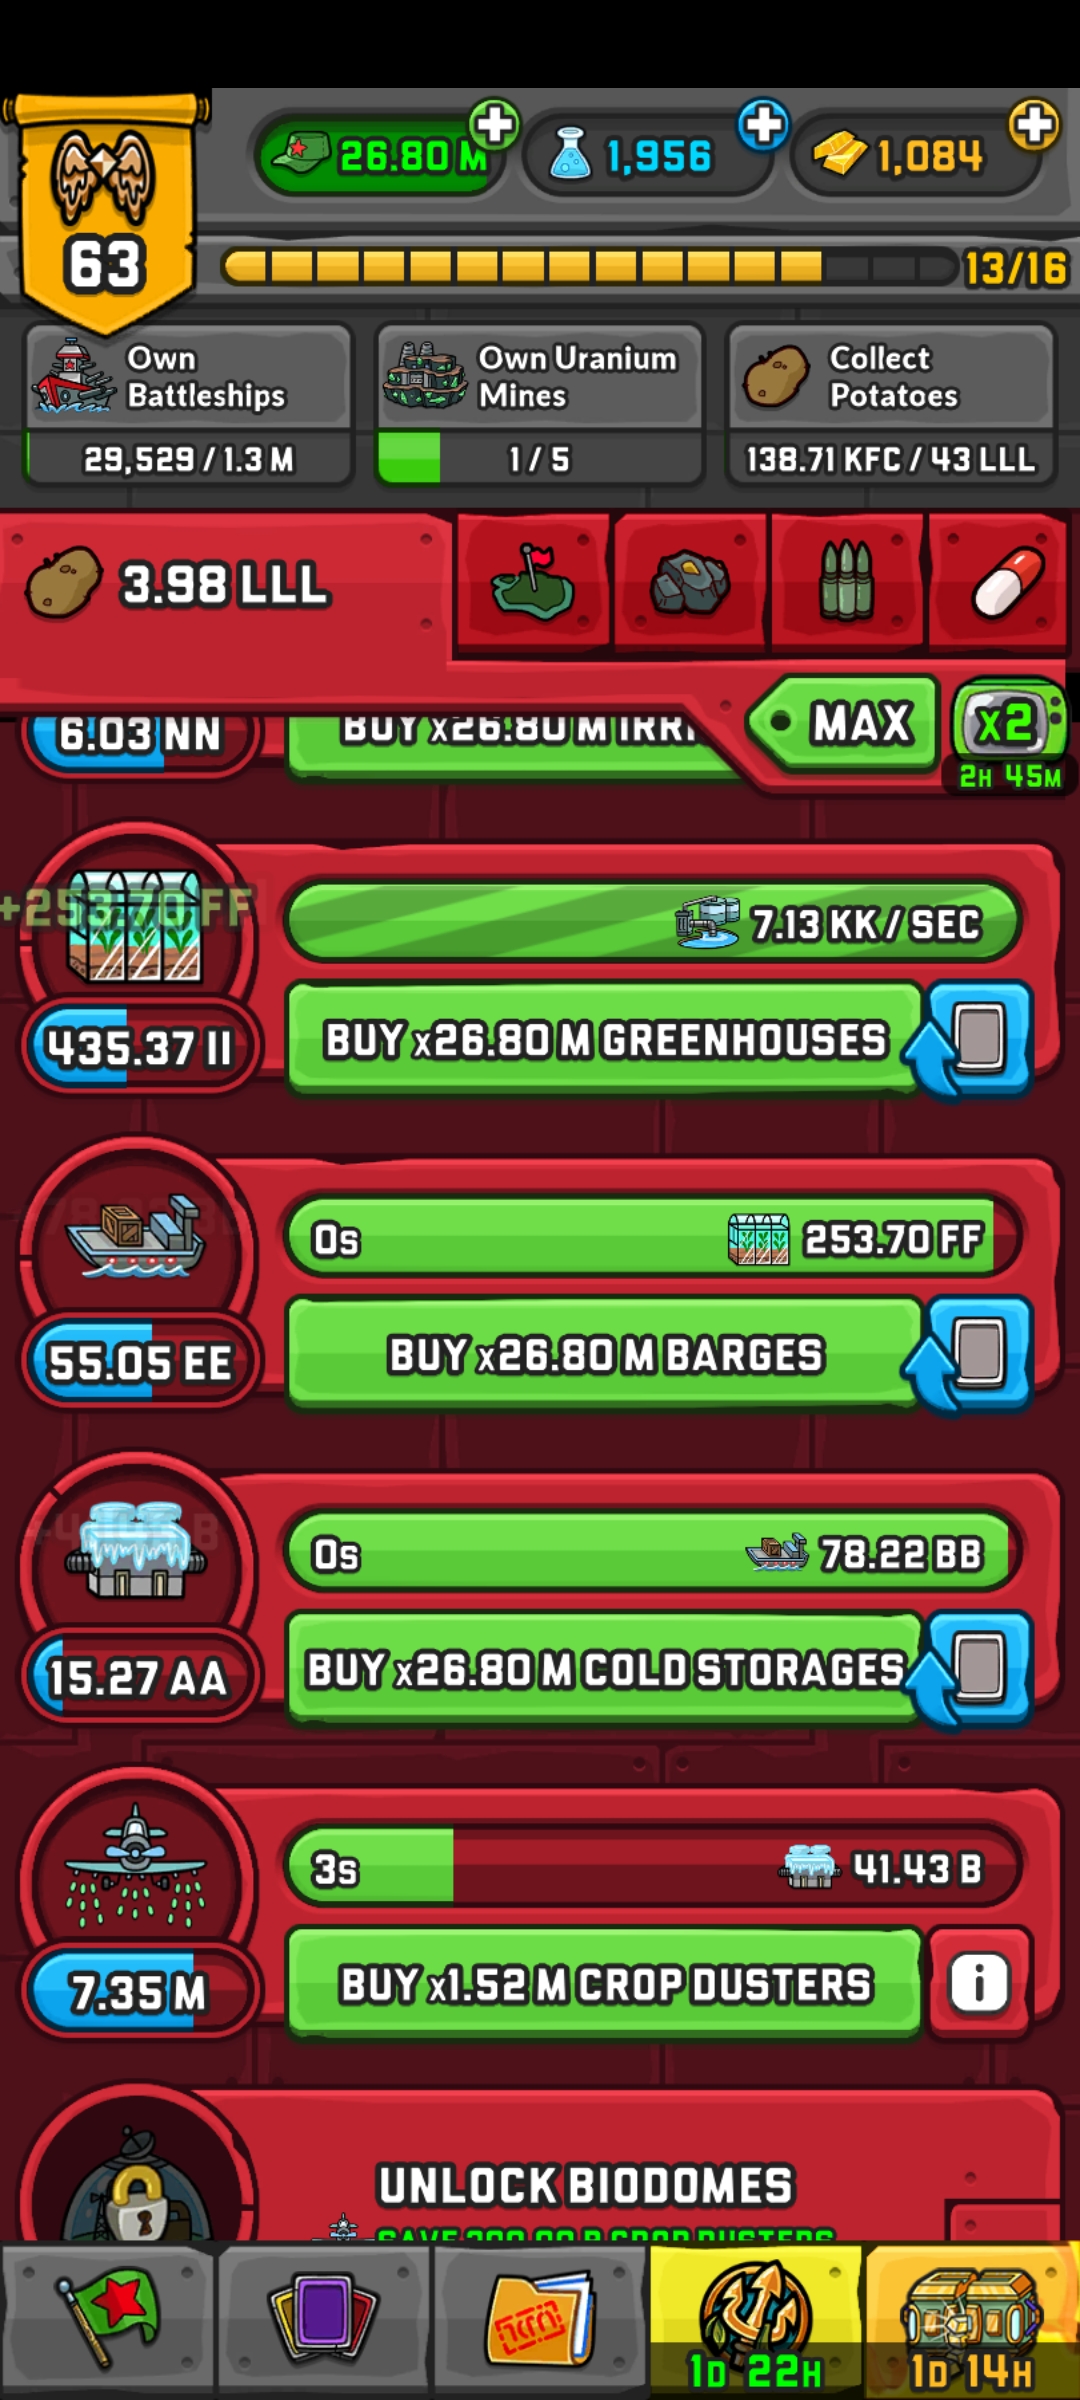 26.80 M
1,956
1,084
63
13/16
Own
Battleships
29,529 / 1.3 M
Own Uranium
Mines
1 / 5
Collect
Potatoes
138.71 KFC / 43 LLL
3.98 LLL
MAX
x2
2H 45M
6.03 NN
BUY x26.80 M IRRI
+253.70 FF
7.13 KK / SEC
435.37 II
BUY x26.80 M GREENHOUSES
0s
253.70 FF
55.05 EE
BUY x26.80 M BARGES
0s
78.22 BB
15.27 AA
BUY x26.80 M COLD STORAGES
3s
41.43 B
7.35 M
BUY x1.52 M CROP DUSTERS
i
UNLOCK BIODOMES
CROP DUSTERS
1D 22H
1D 14H